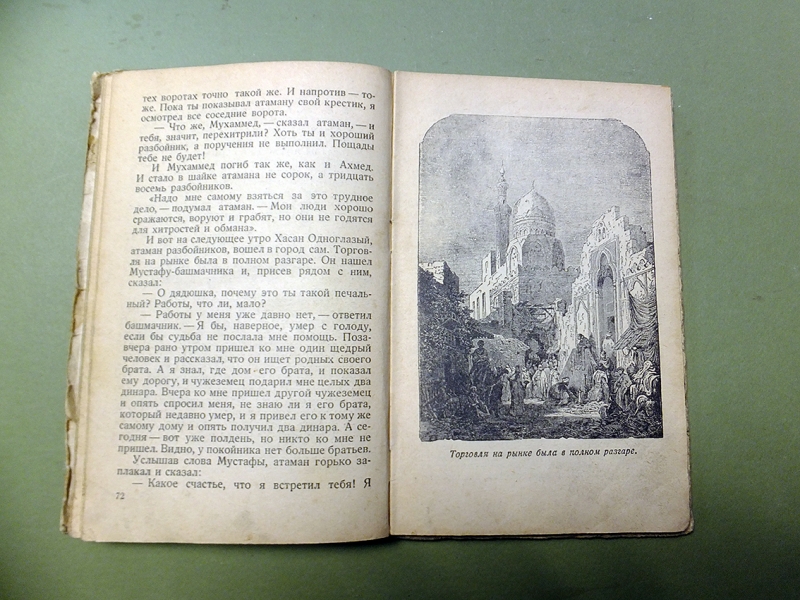 тех воротах точно такой же. И напротив — то-
же. Пока ты показывал атаману свой крестик, я
осмотрел все соседние ворота.
— Что же, Мухаммед, — сказал атаман, — и
тебя, значит, перехитрили? Хоть ты и хороший
разбойник, а поручения не выполнил. Пощады
тебе не будет!
И Мухаммед погиб так же, как и Ахмед.
И стало в шайке атамана не сорок, а тридцать
восемь разбойников.
«Надо мне самому взяться за это трудное
дело, — подумал атаман. — Мои люди хорошо
сражаются, воруют и грабят, но они не годятся
для хитростей и обмана».
И вот на следующее утро Хасан Одноглазый,
атаман разбойников, вошел в город сам. Торгов-
ля на рынке была в полном разгаре. Он нашел
Мустафу-башмачника и, присев рядом с ним,
сказал:
— О дядюшка, почему это ты такой печаль-
ный? Работы, что ли, мало?
— Работы у меня уже давно нет, — ответил
башмачник. — Я бы, наверное, умер с голоду,
если бы судьба не послала мне помощь. Поза-
вчера рано утром пришел ко мне один щедрый
человек и рассказал, что он ищет родных своего
брата. А я знал, где дом его брата, и показал
ему дорогу, и чужеземец подарил мне целых два
динара. Вчера ко мне пришел другой чужеземец
и опять спросил меня, не знаю ли я его брата,
который недавно умер, и я привел его к тому же
самому дому и опять получил два динара. А се-
годня — вот уже полдень, но никто ко мне не
пришел. Видно, у покойника нет больше братьев.
Услышав слова Мустафы, атаман горько за-
плакал и сказал:
— Какое счастье, что я встретил тебя! Я
72
Торговля на рынке была в полном разгаре.